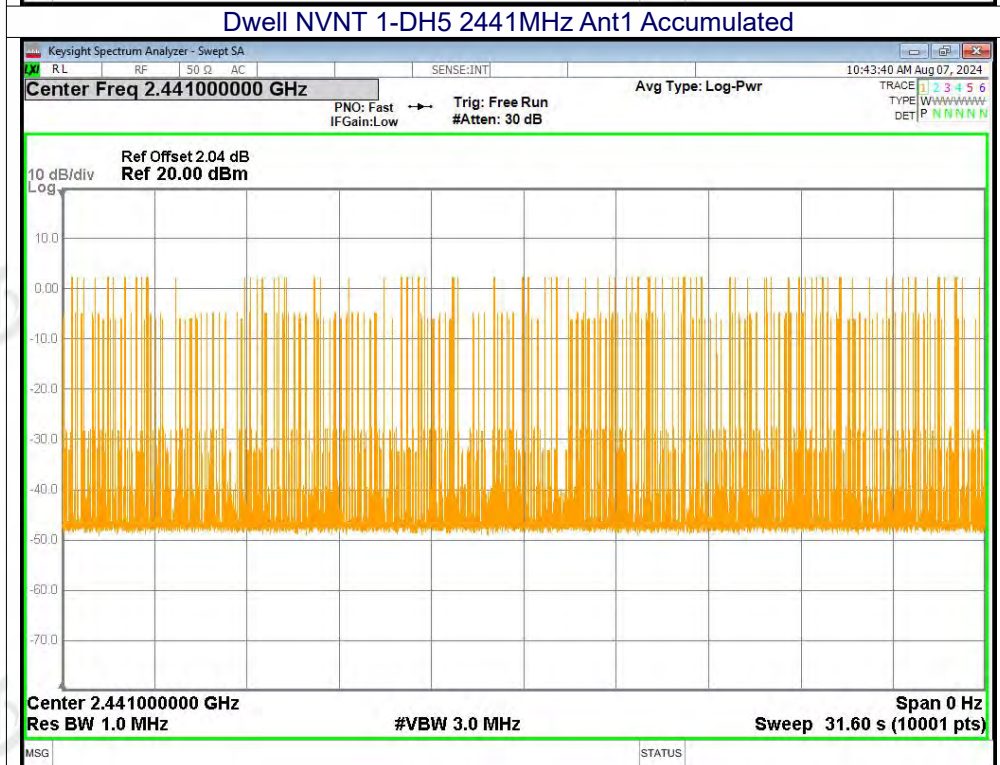 Dwell NVNT 1-DH5 2441MHz Ant1 Accumulated
Keysight Spectrum Analyzer - Swept SA
LXI RL RF 50 Ω AC SENSE:INT 10:43:40 AM Aug 07, 2024
Center Freq 2.441000000 GHz Avg Type: Log-Pwr TRACE 1 2 3 4 5 6
PNO: Fast Trig: Free Run TYPE WWWWWW
IFGain:Low #Atten: 30 dB DET P N N N N N
Ref Offset 2.04 dB
10 dB/div Ref 20.00 dBm
Log
10.0
0.00
-10.0
-20.0
-30.0
-40.0
-50.0
-60.0
-70.0
Center 2.441000000 GHz Span 0 Hz
Res BW 1.0 MHz #VBW 3.0 MHz Sweep 31.60 s (10001 pts)
MSG STATUS